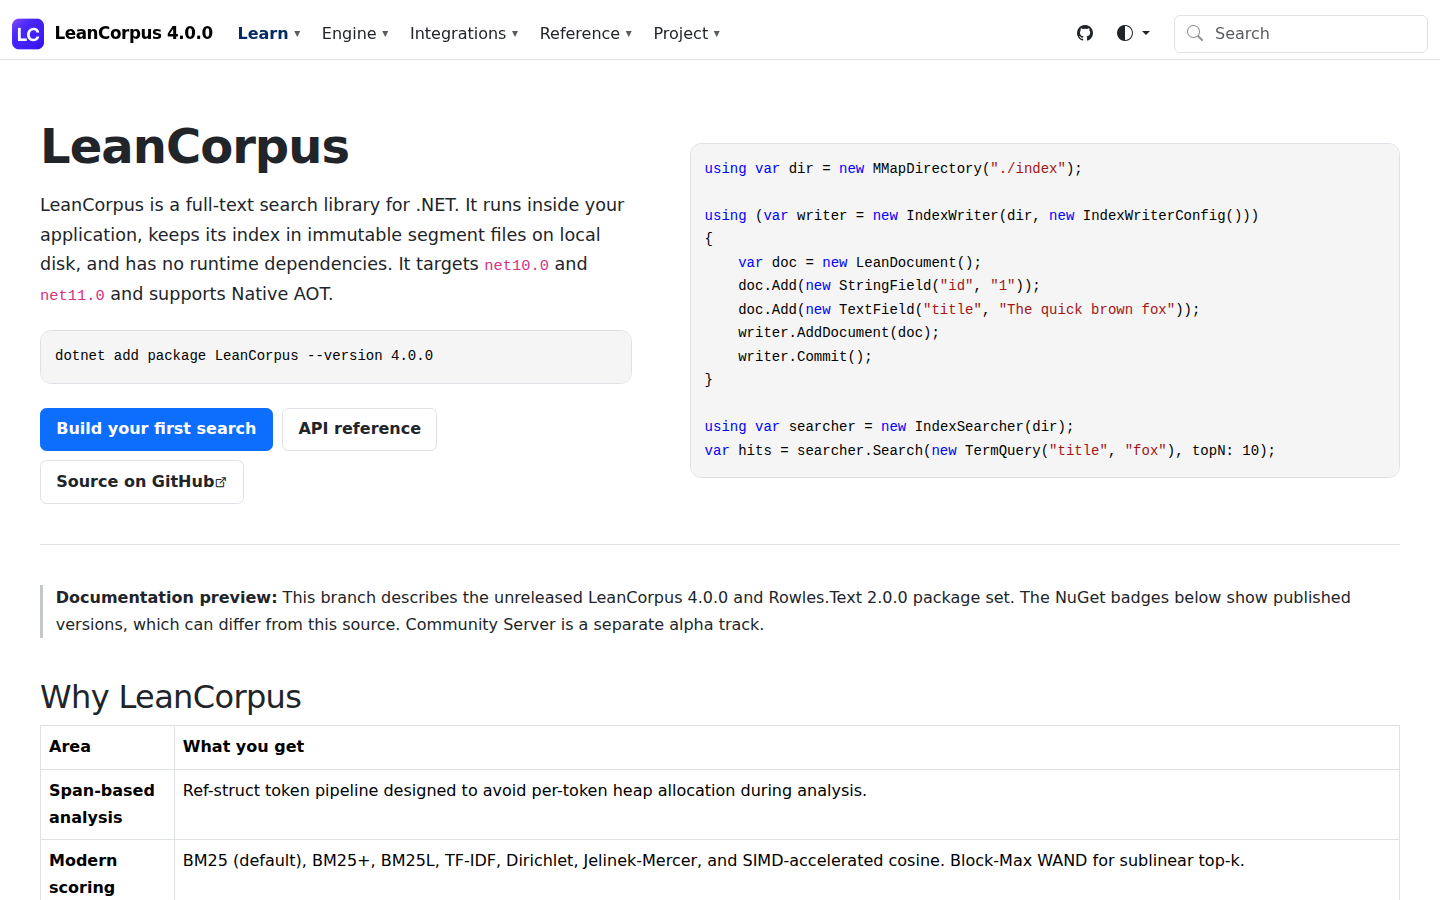 LC LeanCorpus 4.0.0 Learn ▾ Engine ▾ Integrations ▾ Reference ▾ Project ▾ Search
LeanCorpus
LeanCorpus is a full-text search library for .NET. It runs inside your
application, keeps its index in immutable segment files on local
disk, and has no runtime dependencies. It targets net10.0 and
net11.0 and supports Native AOT.
dotnet add package LeanCorpus --version 4.0.0
Build your first search
API reference
Source on GitHub
using var dir = new MMapDirectory("./index");
using (var writer = new IndexWriter(dir, new IndexWriterConfig()))
{
    var doc = new LeanDocument();
    doc.Add(new StringField("id", "1"));
    doc.Add(new TextField("title", "The quick brown fox"));
    writer.AddDocument(doc);
    writer.Commit();
}
using var searcher = new IndexSearcher(dir);
var hits = searcher.Search(new TermQuery("title", "fox"), topN: 10);
Documentation preview: This branch describes the unreleased LeanCorpus 4.0.0 and Rowles.Text 2.0.0 package set. The NuGet badges below show published
versions, which can differ from this source. Community Server is a separate alpha track.
Why LeanCorpus
Area What you get
Span-based
analysis
Ref-struct token pipeline designed to avoid per-token heap allocation during analysis.
Modern
scoring
BM25 (default), BM25+, BM25L, TF-IDF, Dirichlet, Jelinek-Mercer, and SIMD-accelerated cosine. Block-Max WAND for sublinear top-k.